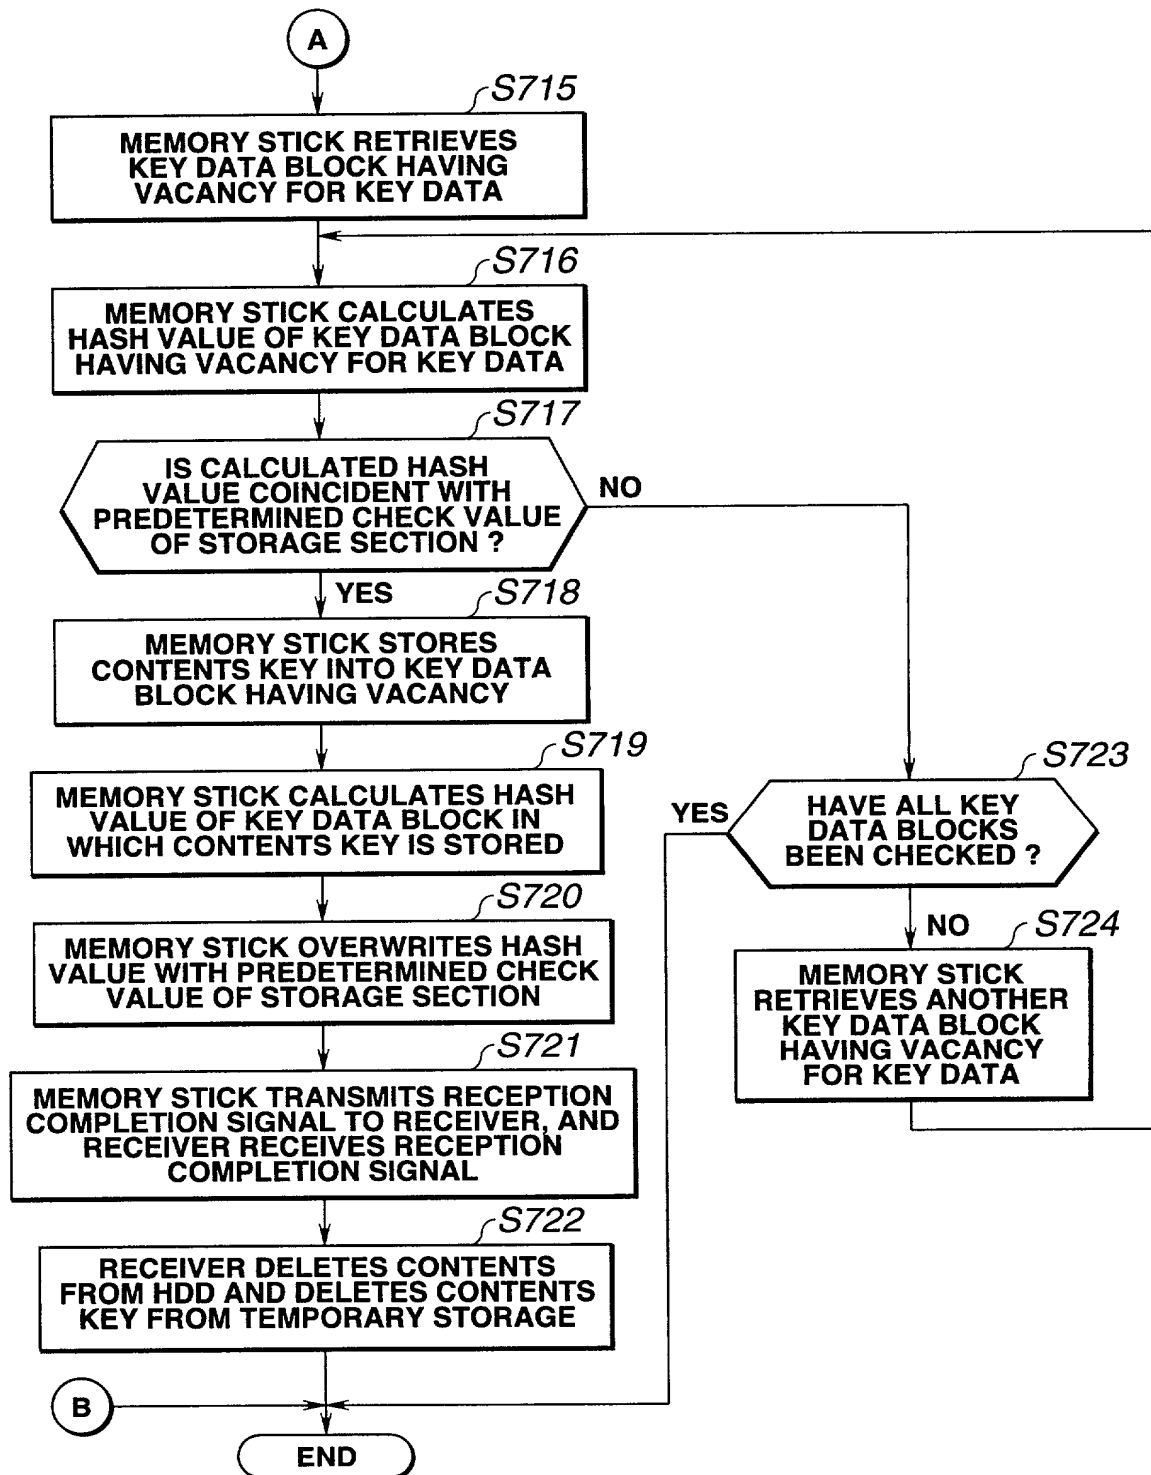 A
S715
MEMORY STICK RETRIEVES
KEY DATA BLOCK HAVING
VACANCY FOR KEY DATA
S716
MEMORY STICK CALCULATES
HASH VALUE OF KEY DATA BLOCK
HAVING VACANCY FOR KEY DATA
S717
IS CALCULATED HASH
VALUE COINCIDENT WITH
PREDETERMINED CHECK VALUE
OF STORAGE SECTION ?
NO
YES
S718
MEMORY STICK STORES
CONTENTS KEY INTO KEY DATA
BLOCK HAVING VACANCY
S719
MEMORY STICK CALCULATES HASH
VALUE OF KEY DATA BLOCK IN
WHICH CONTENTS KEY IS STORED
S720
MEMORY STICK OVERWRITES HASH
VALUE WITH PREDETERMINED CHECK
VALUE OF STORAGE SECTION
S721
MEMORY STICK TRANSMITS RECEPTION
COMPLETION SIGNAL TO RECEIVER, AND
RECEIVER RECEIVES RECEPTION
COMPLETION SIGNAL
S722
RECEIVER DELETES CONTENTS
FROM HDD AND DELETES CONTENTS
KEY FROM TEMPORARY STORAGE
S723
YES
HAVE ALL KEY
DATA BLOCKS
BEEN CHECKED ?
NO
S724
MEMORY STICK
RETRIEVES ANOTHER
KEY DATA BLOCK
HAVING VACANCY
FOR KEY DATA
B
END